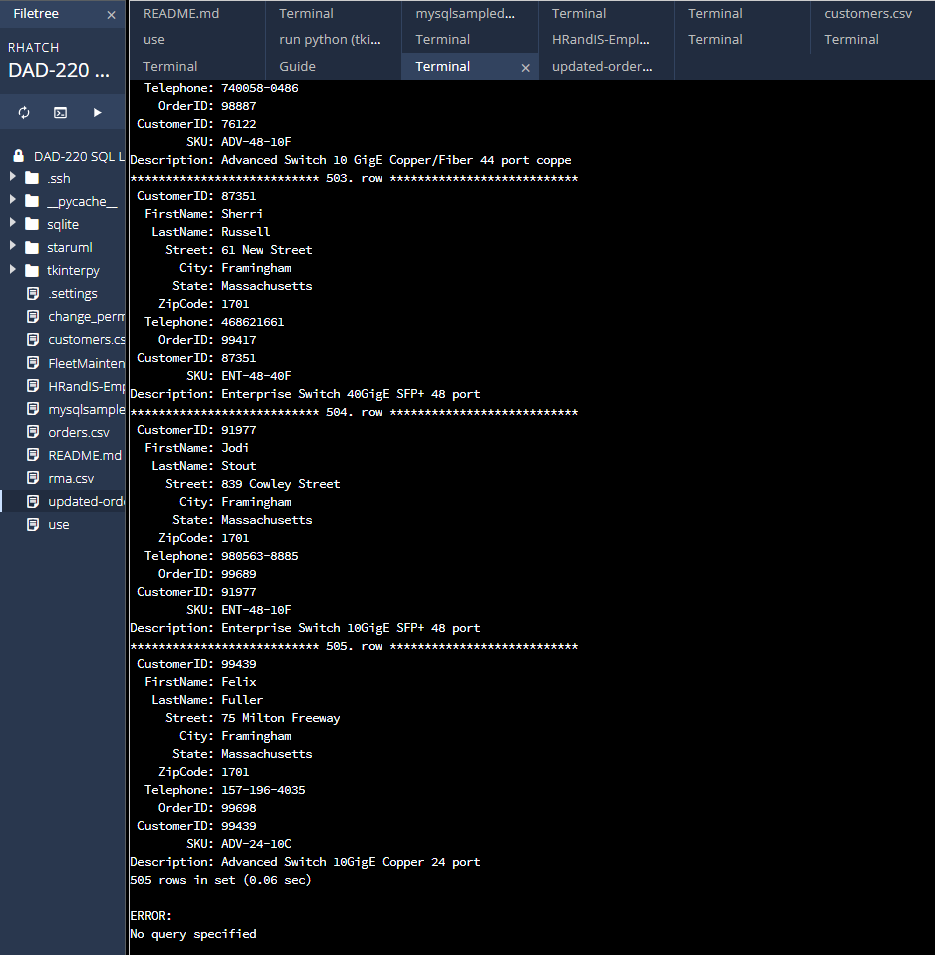 Filetree ×
RHATCH
DAD-220 ...
DAD-220 SQL L
.ssh
__pycache__
sqlite
staruml
tkinterpy
.settings
change_perm
customers.cs
FleetMainten
HRandIS-Emp
mysqlsample
orders.csv
README.md
rma.csv
updated-orde
use
README.md Terminal mysqlsampled... Terminal Terminal customers.csv
use run python (tki... Terminal HRandIS-Empl... Terminal Terminal
Terminal Guide Terminal × updated-order...
Telephone: 740058-0486
OrderID: 98887
CustomerID: 76122
SKU: ADV-48-10F
Description: Advanced Switch 10 GigE Copper/Fiber 44 port coppe
*************************** 503. row ***************************
CustomerID: 87351
FirstName: Sherri
LastName: Russell
Street: 61 New Street
City: Framingham
State: Massachusetts
ZipCode: 1701
Telephone: 468621661
OrderID: 99417
CustomerID: 87351
SKU: ENT-48-40F
Description: Enterprise Switch 40GigE SFP+ 48 port
*************************** 504. row ***************************
CustomerID: 91977
FirstName: Jodi
LastName: Stout
Street: 839 Cowley Street
City: Framingham
State: Massachusetts
ZipCode: 1701
Telephone: 980563-8885
OrderID: 99689
CustomerID: 91977
SKU: ENT-48-10F
Description: Enterprise Switch 10GigE SFP+ 48 port
*************************** 505. row ***************************
CustomerID: 99439
FirstName: Felix
LastName: Fuller
Street: 75 Milton Freeway
City: Framingham
State: Massachusetts
ZipCode: 1701
Telephone: 157-196-4035
OrderID: 99698
CustomerID: 99439
SKU: ADV-24-10C
Description: Advanced Switch 10GigE Copper 24 port
505 rows in set (0.06 sec)
ERROR:
No query specified